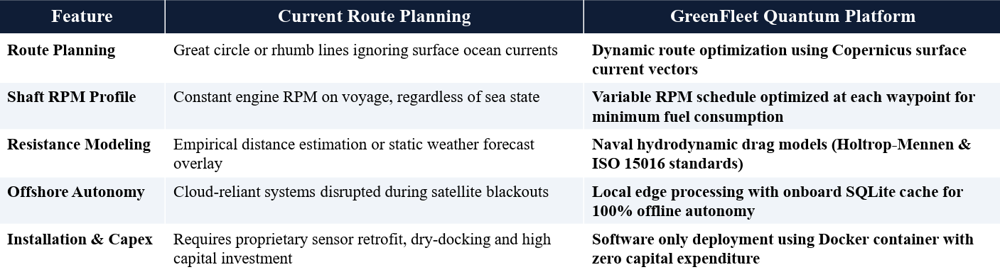 Feature
Current Route Planning
GreenFleet Quantum Platform
Route Planning
Great circle or rhumb lines ignoring surface ocean currents
Dynamic route optimization using Copernicus surface
current vectors
Shaft RPM Profile
Constant engine RPM on voyage, regardless of sea state
Variable RPM schedule optimized at each waypoint for
minimum fuel consumption
Resistance Modeling
Empirical distance estimation or static weather forecast
overlay
Naval hydrodynamic drag models (Holtrop-Mennen &
ISO 15016 standards)
Offshore Autonomy
Cloud-reliant systems disrupted during satellite blackouts
Local edge processing with onboard SQLite cache for
100% offline autonomy
Installation & Capex
Requires proprietary sensor retrofit, dry-docking and high
capital investment
Software only deployment using Docker container with
zero capital expenditure